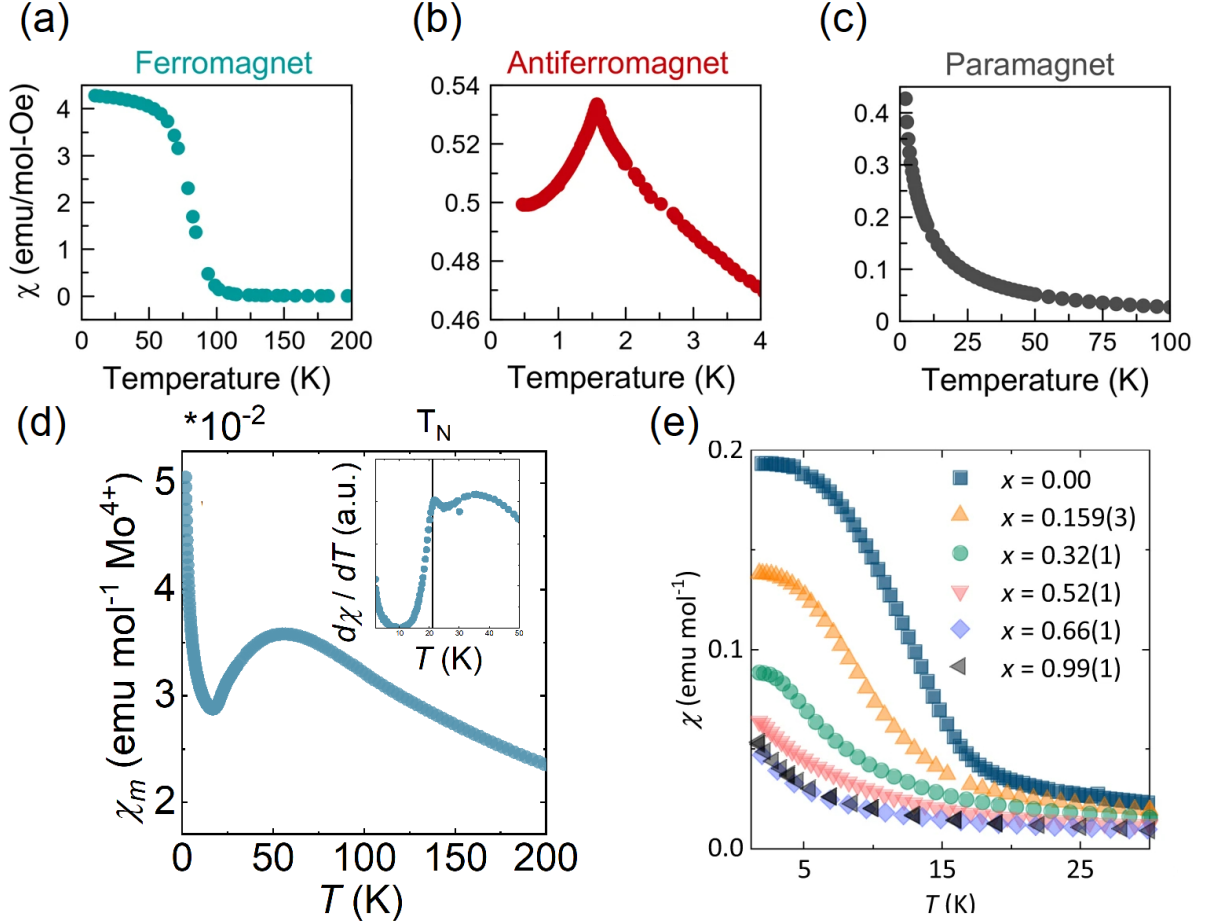 (a)
Ferromagnet
χ (emu/mol-Oe)
4
3
2
1
0
0 50 100 150 200
Temperature (K)
(b)
Antiferromagnet
0.54
0.52
0.5
0.48
0.46
0 1 2 3 4
Temperature (K)
(c)
Paramagnet
0.4
0.3
0.2
0.1
0
0 25 50 75 100
Temperature (K)
(d)
*10⁻²
T_N
χ_m (emu mol⁻¹ Mo⁴⁺)
5
4
3
2
0 50 100 150 200
T (K)
dχ / dT (a.u.)
10 20 30 40 50
T (K)
(e)
χ (emu mol⁻¹)
0.2
0.1
0.0
5 15 25
T (K)
x = 0.00
x = 0.159(3)
x = 0.32(1)
x = 0.52(1)
x = 0.66(1)
x = 0.99(1)